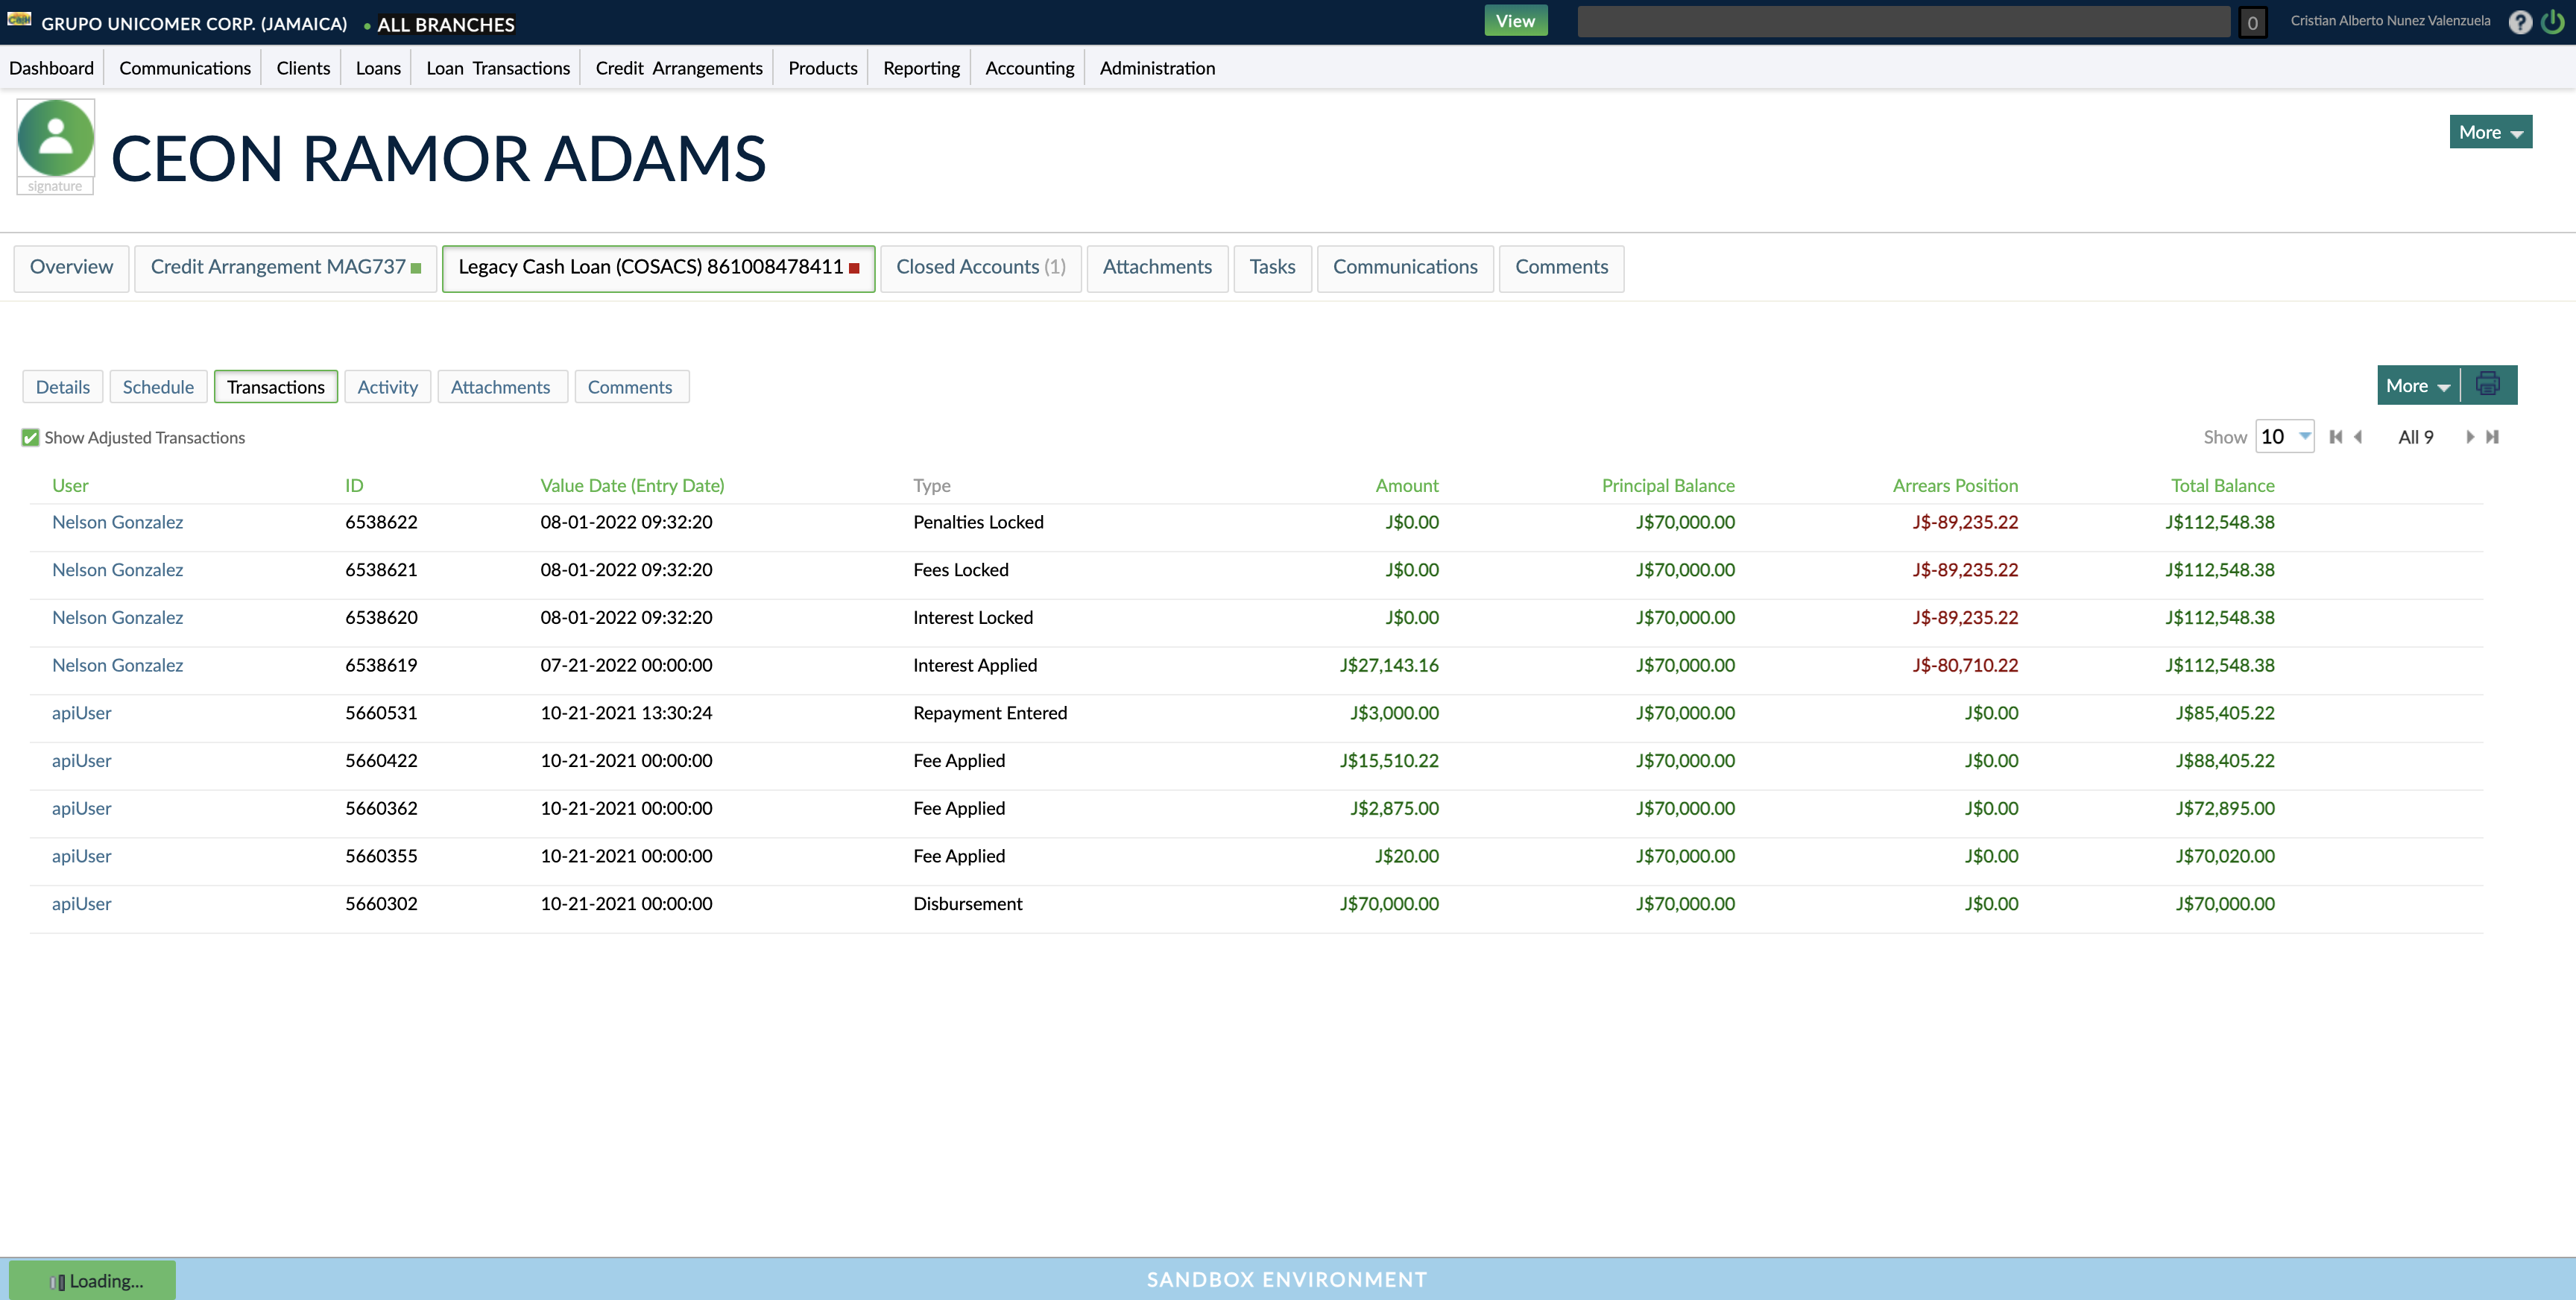 GRUPO UNICOMER CORP. (JAMAICA) • ALL BRANCHES View 0 Cristian Alberto Nunez Valenzuela ?
Dashboard Communications Clients Loans Loan Transactions Credit Arrangements Products Reporting Accounting Administration
signature
CEON RAMOR ADAMS
More
Overview Credit Arrangement MAG737 Legacy Cash Loan (COSACS) 861008478411 Closed Accounts (1) Attachments Tasks Communications Comments
Details Schedule Transactions Activity Attachments Comments More
Show Adjusted Transactions Show 10 All 9
User ID Value Date (Entry Date) Type Amount Principal Balance Arrears Position Total Balance
Nelson Gonzalez 6538622 08-01-2022 09:32:20 Penalties Locked J$0.00 J$70,000.00 J$-89,235.22 J$112,548.38
Nelson Gonzalez 6538621 08-01-2022 09:32:20 Fees Locked J$0.00 J$70,000.00 J$-89,235.22 J$112,548.38
Nelson Gonzalez 6538620 08-01-2022 09:32:20 Interest Locked J$0.00 J$70,000.00 J$-89,235.22 J$112,548.38
Nelson Gonzalez 6538619 07-21-2022 00:00:00 Interest Applied J$27,143.16 J$70,000.00 J$-80,710.22 J$112,548.38
apiUser 5660531 10-21-2021 13:30:24 Repayment Entered J$3,000.00 J$70,000.00 J$0.00 J$85,405.22
apiUser 5660422 10-21-2021 00:00:00 Fee Applied J$15,510.22 J$70,000.00 J$0.00 J$88,405.22
apiUser 5660362 10-21-2021 00:00:00 Fee Applied J$2,875.00 J$70,000.00 J$0.00 J$72,895.00
apiUser 5660355 10-21-2021 00:00:00 Fee Applied J$20.00 J$70,000.00 J$0.00 J$70,020.00
apiUser 5660302 10-21-2021 00:00:00 Disbursement J$70,000.00 J$70,000.00 J$0.00 J$70,000.00
Loading... SANDBOX ENVIRONMENT